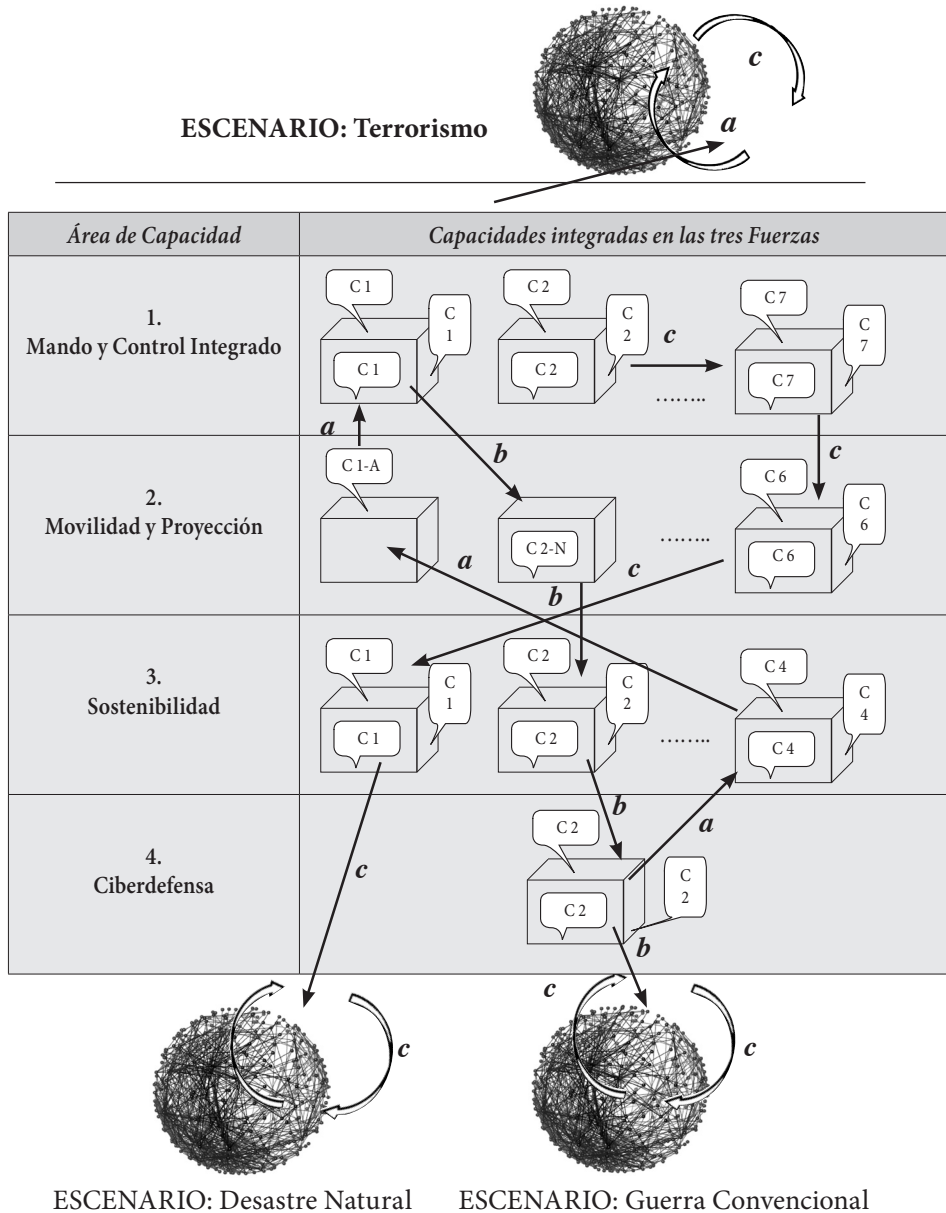 c
a
ESCENARIO: Terrorismo
Área de Capacidad
Capacidades integradas en las tres Fuerzas
1.
Mando y Control Integrado
C 1
C
1
C 1
C 2
C
2
C 2
c
........
C 7
C
7
C 7
a
b
c
2.
Movilidad y Proyección
C 1-A
C 2-N
........
C 6
C
6
C 6
a
b
c
3.
Sostenibilidad
C 1
C
1
C 1
C 2
C
2
C 2
........
C 4
C
4
C 4
b
a
4.
Ciberdefensa
c
C 2
C
2
C 2
b
c
c
c
ESCENARIO: Desastre Natural
ESCENARIO: Guerra Convencional